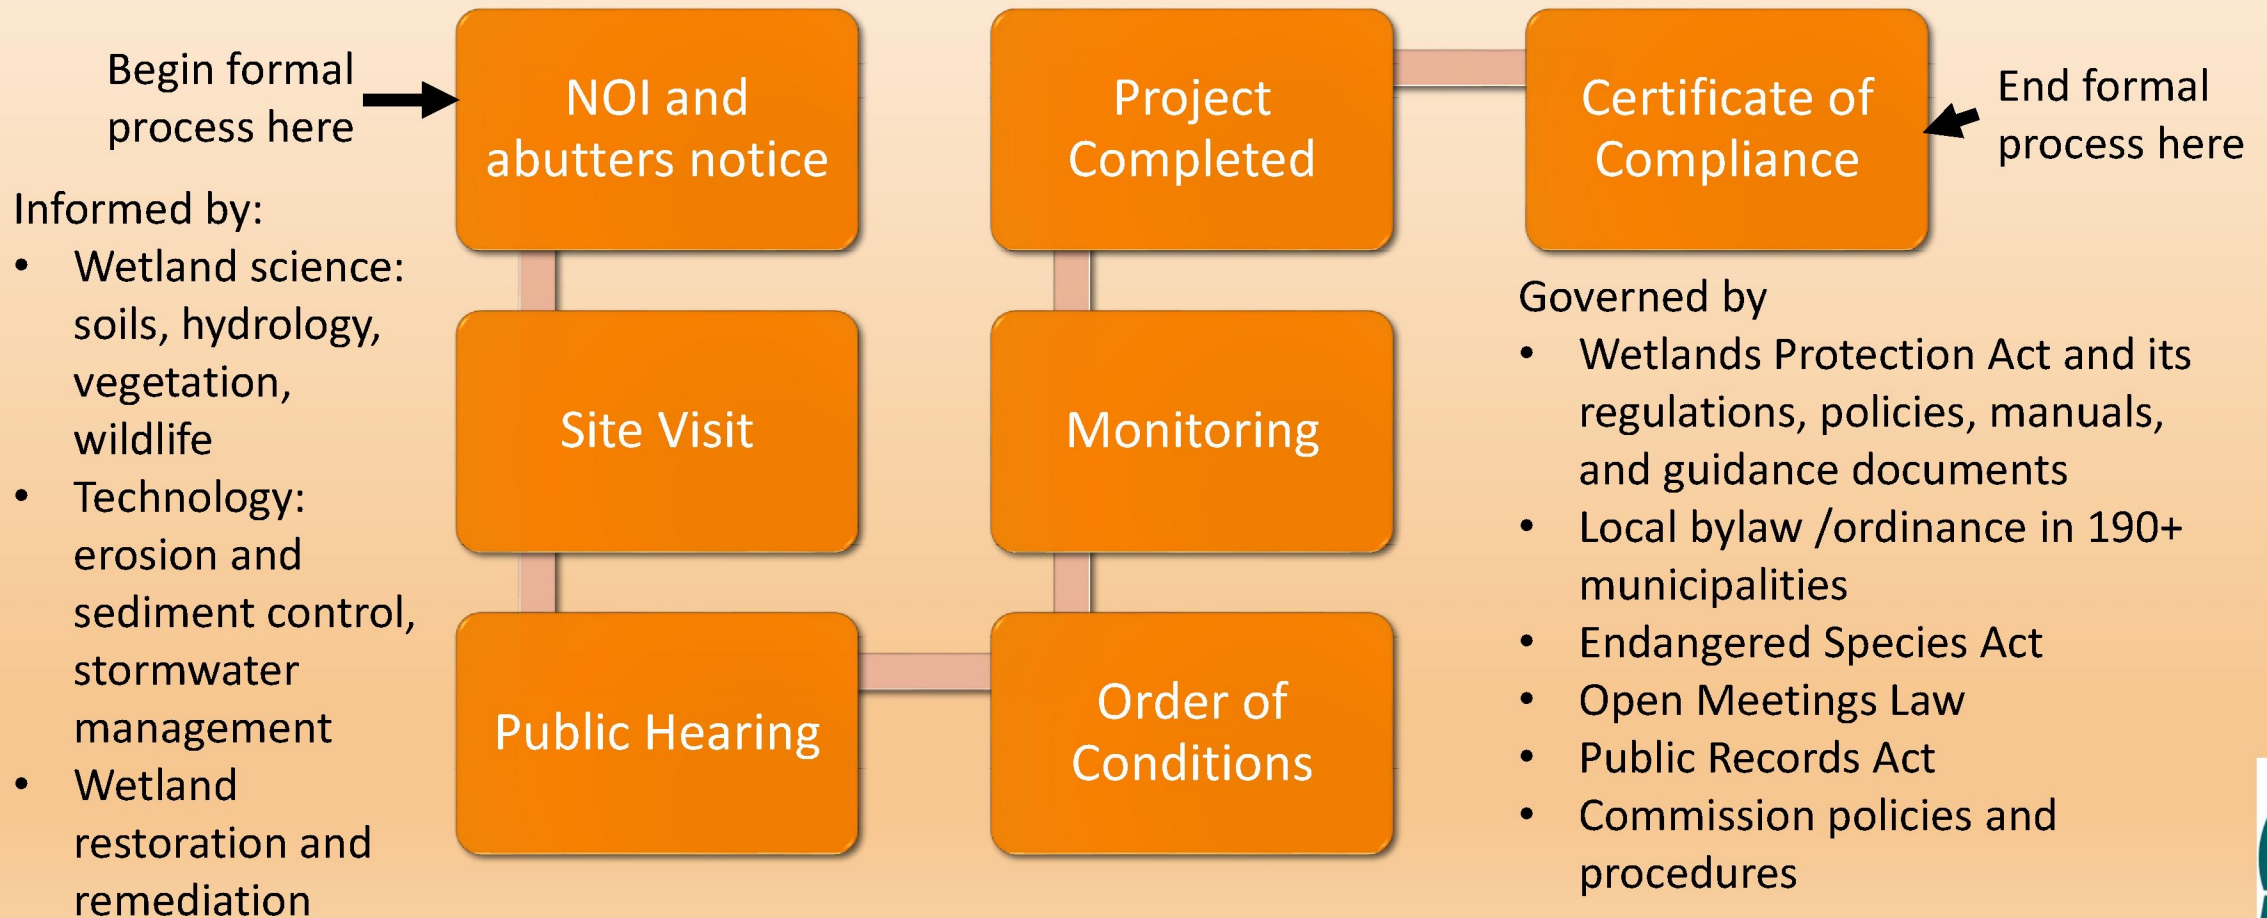 Begin formal
process here
NOI and
abutters notice
Project
Completed
Certificate of
Compliance
End formal
process here
Informed by:
• Wetland science:
soils, hydrology,
vegetation,
wildlife
• Technology:
erosion and
sediment control,
stormwater
management
• Wetland
restoration and
remediation
Site Visit
Public Hearing
Monitoring
Order of
Conditions
Governed by
• Wetlands Protection Act and its
regulations, policies, manuals,
and guidance documents
• Local bylaw /ordinance in 190+
municipalities
• Endangered Species Act
• Open Meetings Law
• Public Records Act
• Commission policies and
procedures